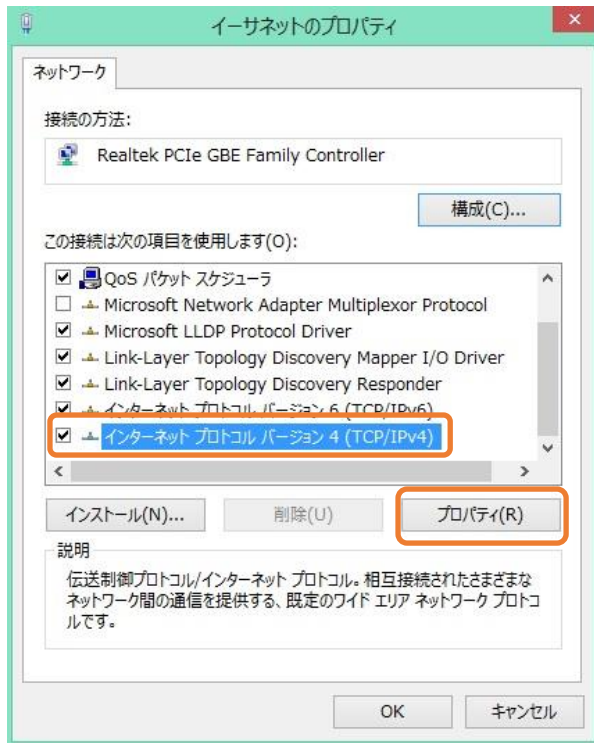 イーサネットのプロパティ
ネットワーク
接続の方法:
Realtek PCIe GBE Family Controller
構成(C)...
この接続は次の項目を使用します(O):
QoS パケット スケジューラ
Microsoft Network Adapter Multiplexor Protocol
Microsoft LLDP Protocol Driver
Link-Layer Topology Discovery Mapper I/O Driver
Link-Layer Topology Discovery Responder
インターネット プロトコル バージョン 6 (TCP/IPv6)
インターネット プロトコル バージョン 4 (TCP/IPv4)
インストール(N)...
削除(U)
プロパティ(R)
説明
伝送制御プロトコル/インターネット プロトコル。相互接続されたさまざまな
ネットワーク間の通信を提供する、既定のワイド エリア ネットワーク プロトコ
ルです。
OK
キャンセル